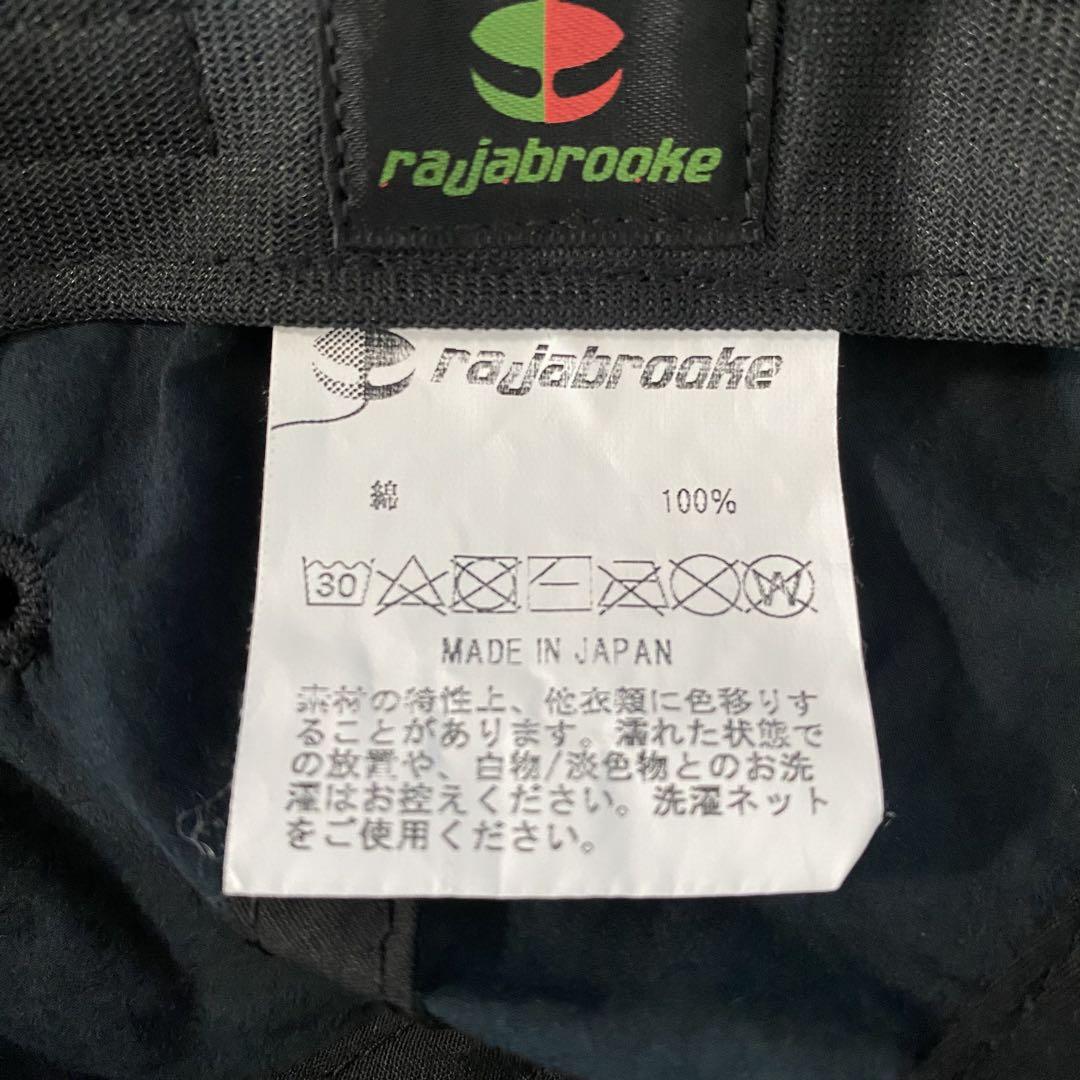 rajabrooke
rajabrooke
綿 100%
30 W
MADE IN JAPAN
素材の特性上、他衣類に色移りす
ることがあります。濡れた状態で
の放置や、白物/淡色物とのお洗
濯はお控えください。洗濯ネット
をご使用ください。